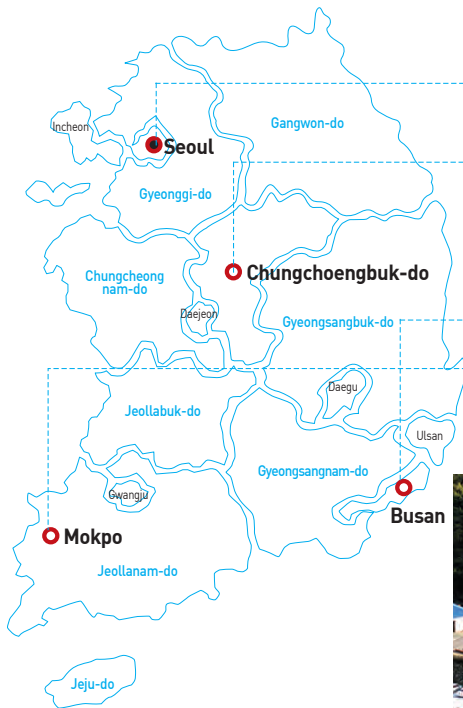 Incheon
Gangwon-do
Seoul
Gyeonggi-do
Chungcheong
nam-do
Chungchoengbuk-do
Daejeon
Gyeongsangbuk-do
Daegu
Jeollabuk-do
Ulsan
Gyeongsangnam-do
Gwangju
Busan
Mokpo
Jeollanam-do
Jeju-do